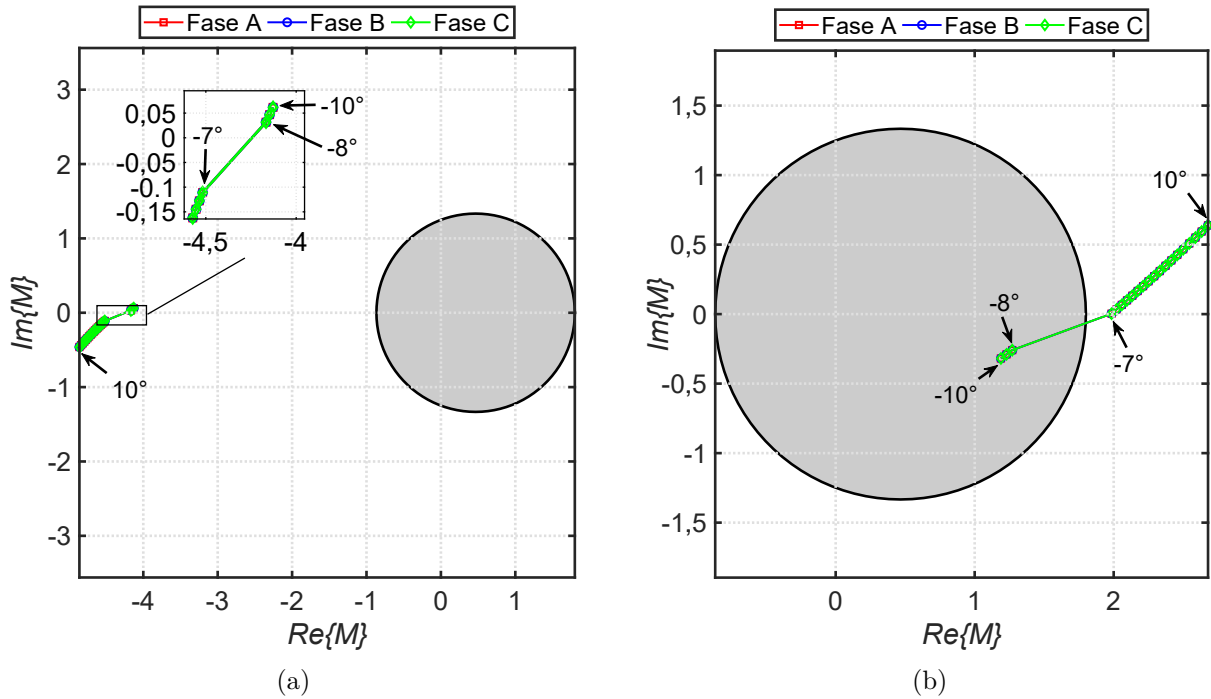 Fase A Fase B Fase C
3
2
1
0
-1
-2
-3
Im{M}
-4 -3 -2 -1 0 1
Re{M}
0,05
0
-0,05
-0.1
-0,15
-4,5 -4
-7°
-10°
-8°
10°
(a)
Fase A Fase B Fase C
1,5
1
0,5
0
-0,5
-1
-1,5
Im{M}
0 1 2
Re{M}
10°
-8°
-7°
-10°
(b)